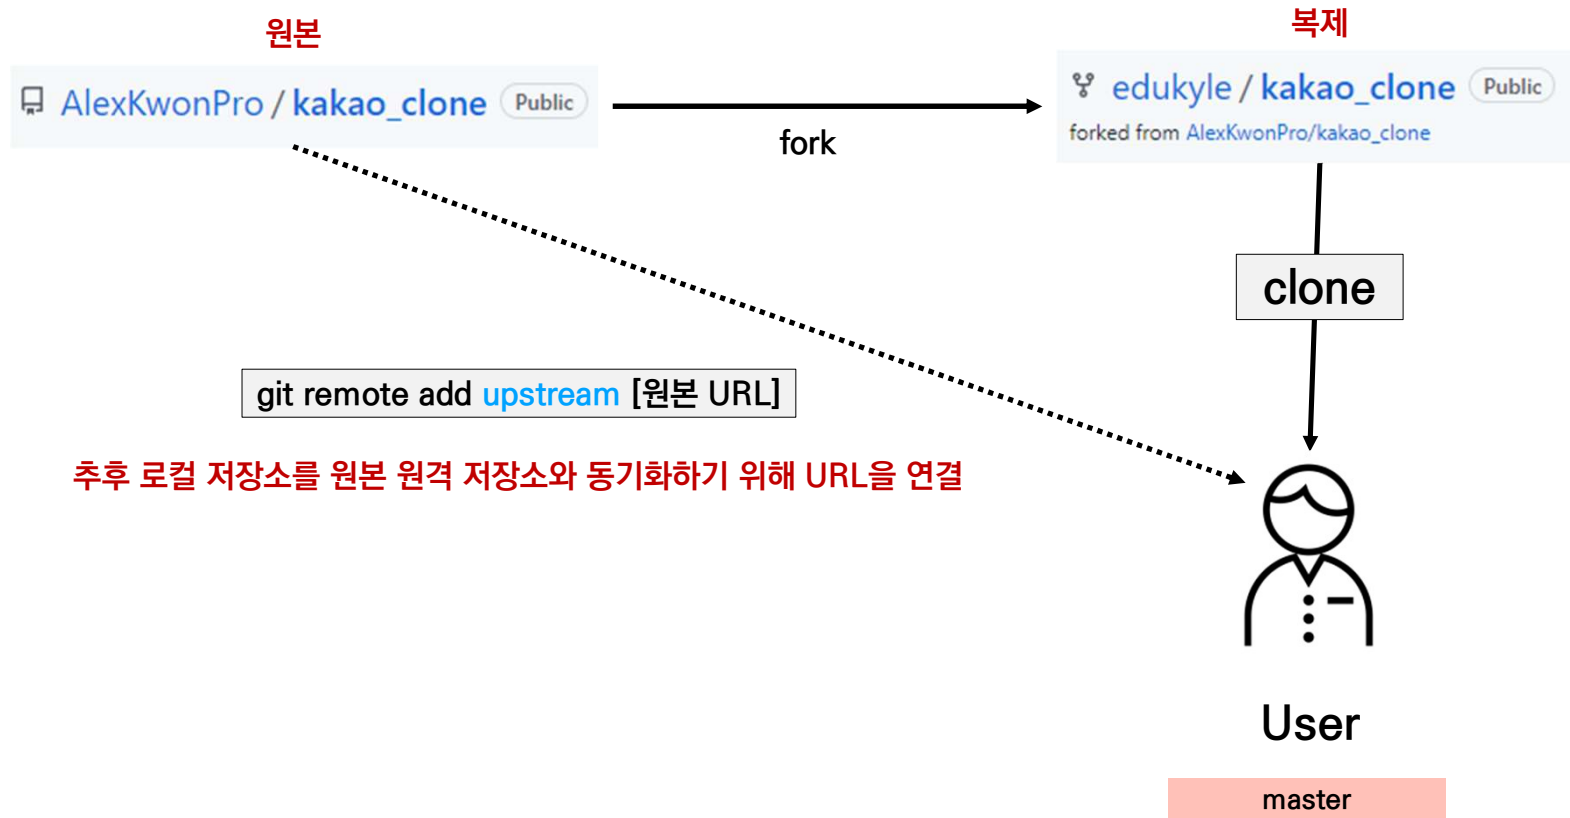 원본
AlexKwonPro / kakao_clone Public
fork
복제
edukyle / kakao_clone Public
forked from AlexKwonPro/kakao_clone
clone
git remote add upstream [원본 URL]
추후 로컬 저장소를 원본 원격 저장소와 동기화하기 위해 URL을 연결
User
master